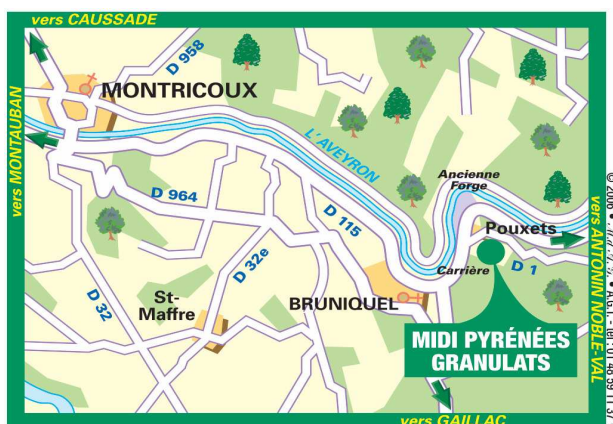 vers CAUSSADE
D 958
MONTRICOUX
vers MONTAUBAN
L'AVEYRON
Ancienne
Forge
D 964
D 115
Pouxets
vers ANTONIN NOBLE-VAL
D 32e
Carrière
D 1
St-
Maffre
D 32
BRUNIQUEL
MIDI PYRÉNÉES
GRANULATS
vers GAILLAC
© 2006 •